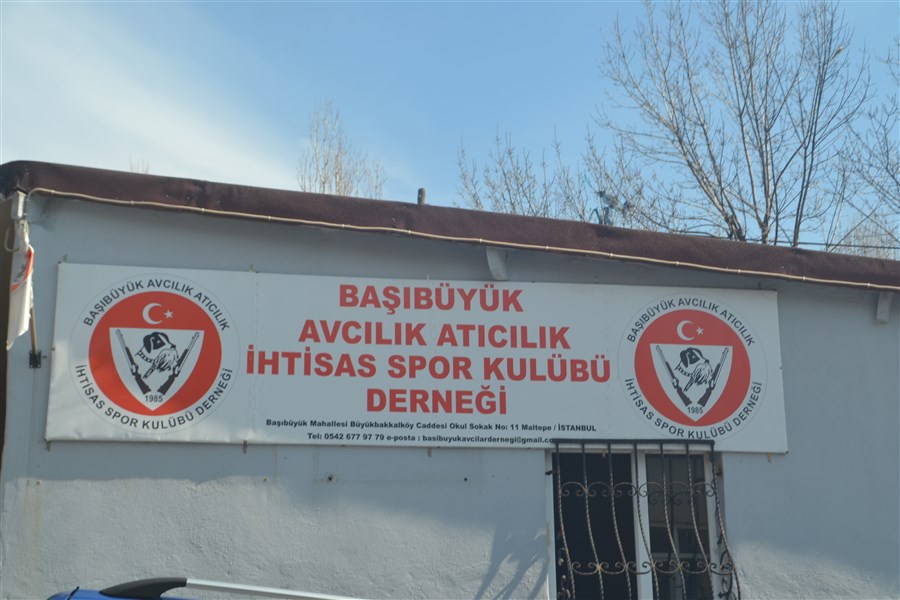 BAŞIBÜYÜK AVCILIK ATICILIK
İHTİSAS SPOR KULÜBÜ DERNEĞİ
1985
BAŞIBÜYÜK
AVCILIK ATICILIK
İHTİSAS SPOR KULÜBÜ
DERNEĞİ
Başıbüyük Mahallesi Büyükbakkalköy Caddesi Okul Sokak No: 11 Maltepe / İSTANBUL
Tel: 0542 677 97 79 e-posta : basibuyukavcilardernegi@gmail.co
BAŞIBÜYÜK AVCILIK ATICILIK
İHTİSAS SPOR KULÜBÜ DERNEĞİ
1985